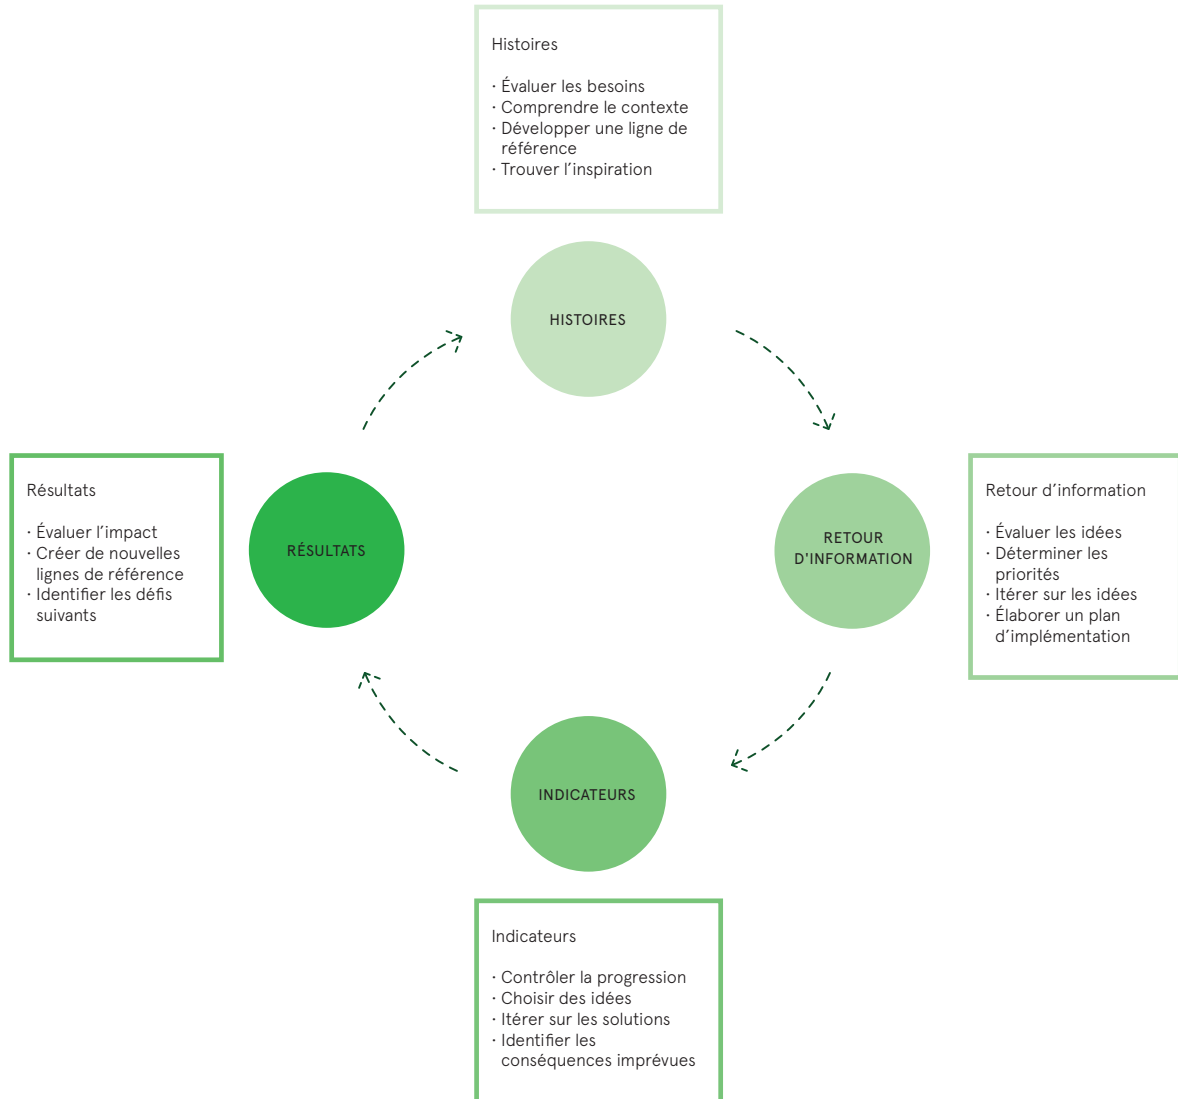 Histoires
· Évaluer les besoins
· Comprendre le contexte
· Développer une ligne de
référence
· Trouver l’inspiration
HISTOIRES
Résultats
· Évaluer l’impact
· Créer de nouvelles
lignes de référence
· Identifier les défis
suivants
RÉSULTATS
RETOUR
D'INFORMATION
Retour d’information
· Évaluer les idées
· Déterminer les
priorités
· Itérer sur les idées
· Élaborer un plan
d’implémentation
INDICATEURS
Indicateurs
· Contrôler la progression
· Choisir des idées
· Itérer sur les solutions
· Identifier les
conséquences imprévues